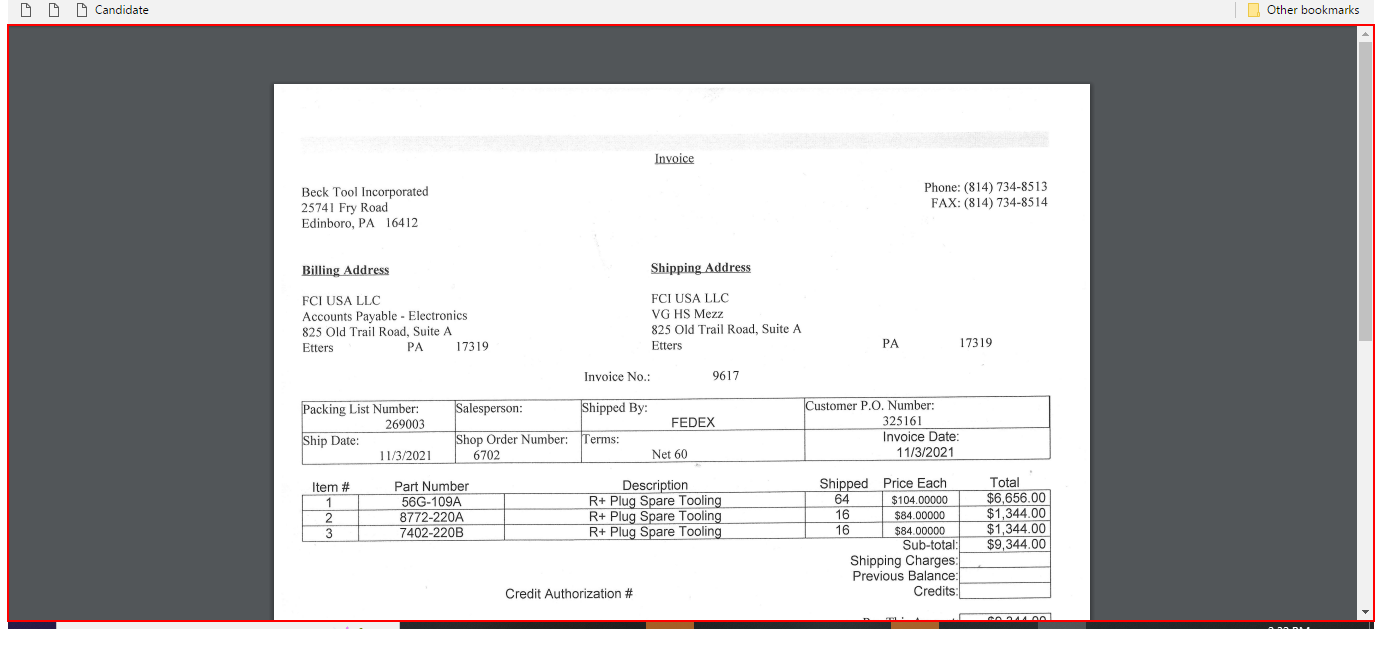 Candidate
Other bookmarks
Invoice
Beck Tool Incorporated
25741 Fry Road
Edinboro, PA 16412
Phone: (814) 734-8513
FAX: (814) 734-8514
Billing Address
FCI USA LLC
Accounts Payable - Electronics
825 Old Trail Road, Suite A
Etters PA 17319
Shipping Address
FCI USA LLC
VG HS Mezz
825 Old Trail Road, Suite A
Etters PA 17319
Invoice No.: 9617
Packing List Number: Salesperson: Shipped By: Customer P.O. Number:
269003 FEDEX 325161
Ship Date: Shop Order Number: Terms: Invoice Date:
11/3/2021 6702 Net 60 11/3/2021
Item # Part Number Description Shipped Price Each Total
1 56G-109A R+ Plug Spare Tooling 64 $104.00000 $6,656.00
2 8772-220A R+ Plug Spare Tooling 16 $84.00000 $1,344.00
3 7402-220B R+ Plug Spare Tooling 16 $84.00000 $1,344.00
Sub-total: $9,344.00
Shipping Charges:
Previous Balance:
Credit Authorization # Credits: